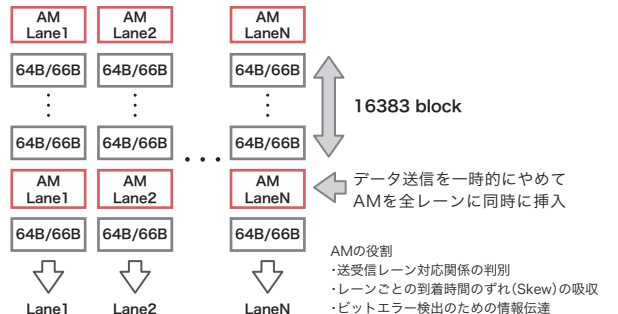 AM AM AM
Lane1 Lane2 LaneN
64B/66B 64B/66B 64B/66B
16383 block
64B/66B 64B/66B 64B/66B
AM AM AM
Lane1 Lane2 LaneN
データ送信を一時的にやめて
AMを全レーンに同時に挿入
64B/66B 64B/66B 64B/66B
AMの役割
・送受信レーン対応関係の判別
・レーンごとの到着時間のずれ(Skew)の吸収
・ビットエラー検出のための情報伝達
Lane1 Lane2 LaneN